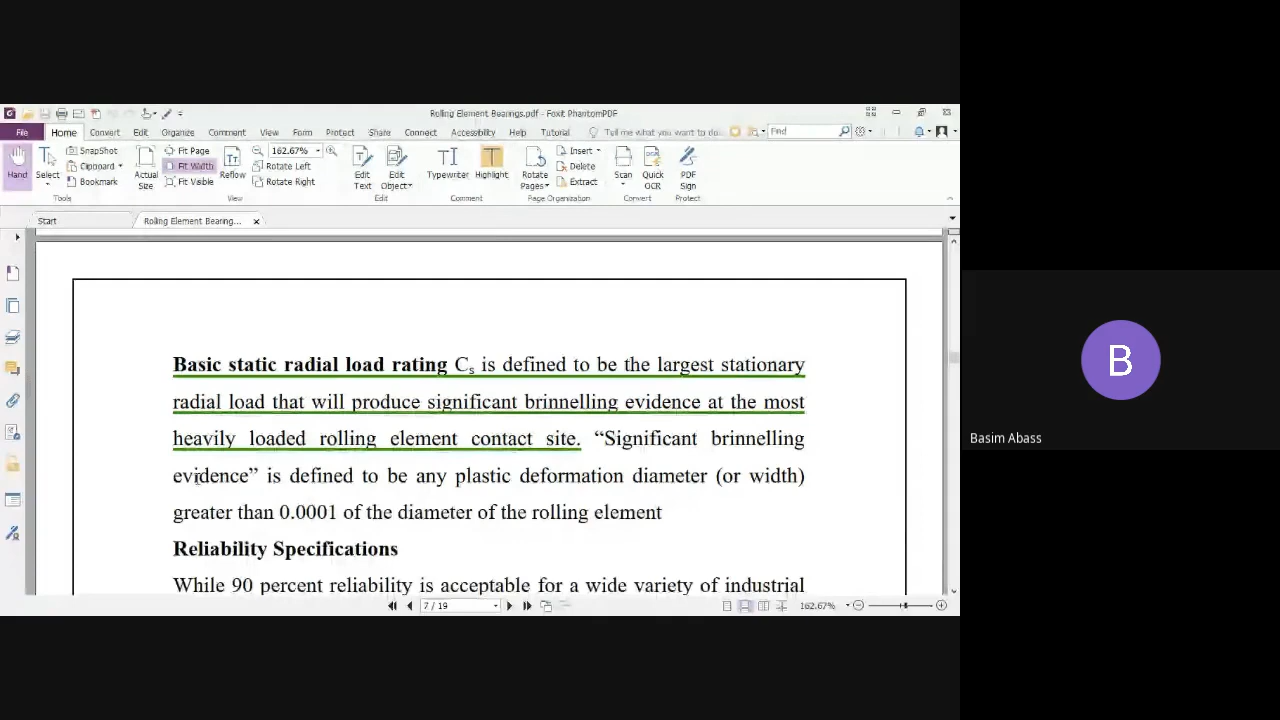 Rolling Element Bearings.pdf - Foxit PhantomPDF
File Home Convert Edit Organize Comment View Form Protect Share Connect Accessibility Help Tutorial Tell me what you want to do.. Find
Hand
Select
SnapShot
Clipboard
Bookmark
Tools
Actual Size
Fit Page
Fit Width
Fit Visible
Reflow
162.67%
Rotate Left
Rotate Right
View
Edit Text
Edit Object
Edit
Typewriter
Highlight
Comment
Rotate Pages
Insert
Delete
Extract
Page Organization
Scan
Quick OCR
Convert
PDF Sign
Protect
Start
Rolling Element Bearing...
Basic static radial load rating Cs is defined to be the largest stationary
radial load that will produce significant brinnelling evidence at the most
heavily loaded rolling element contact site. “Significant brinnelling
evidence” is defined to be any plastic deformation diameter (or width)
greater than 0.0001 of the diameter of the rolling element
Reliability Specifications
While 90 percent reliability is acceptable for a wide variety of industrial
7 / 19
162.67%
B
Basim Abass